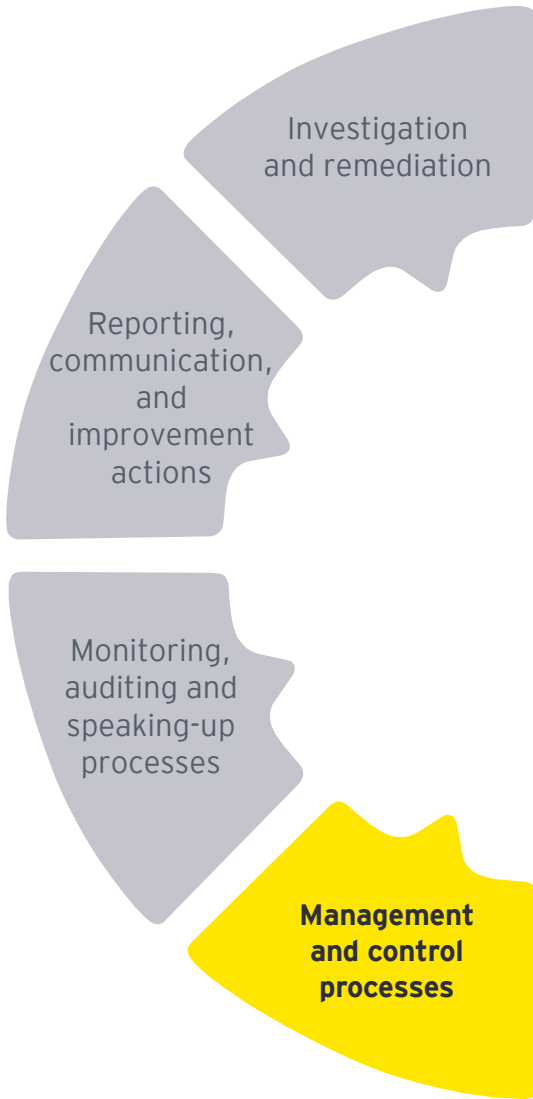 Investigation
and remediation
Reporting,
communication,
and
improvement
actions
Monitoring,
auditing and
speaking-up
processes
Management
and control
processes